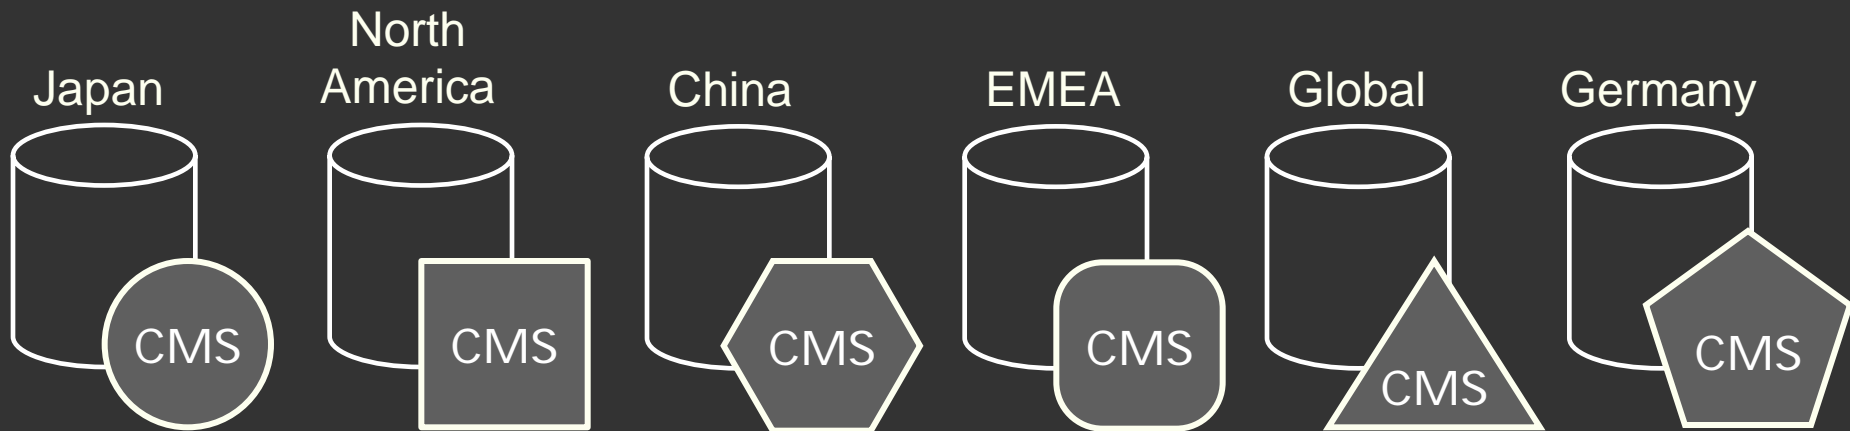 Japan
North
America
China
EMEA
Global
Germany
CMS
CMS
CMS
CMS
CMS
CMS